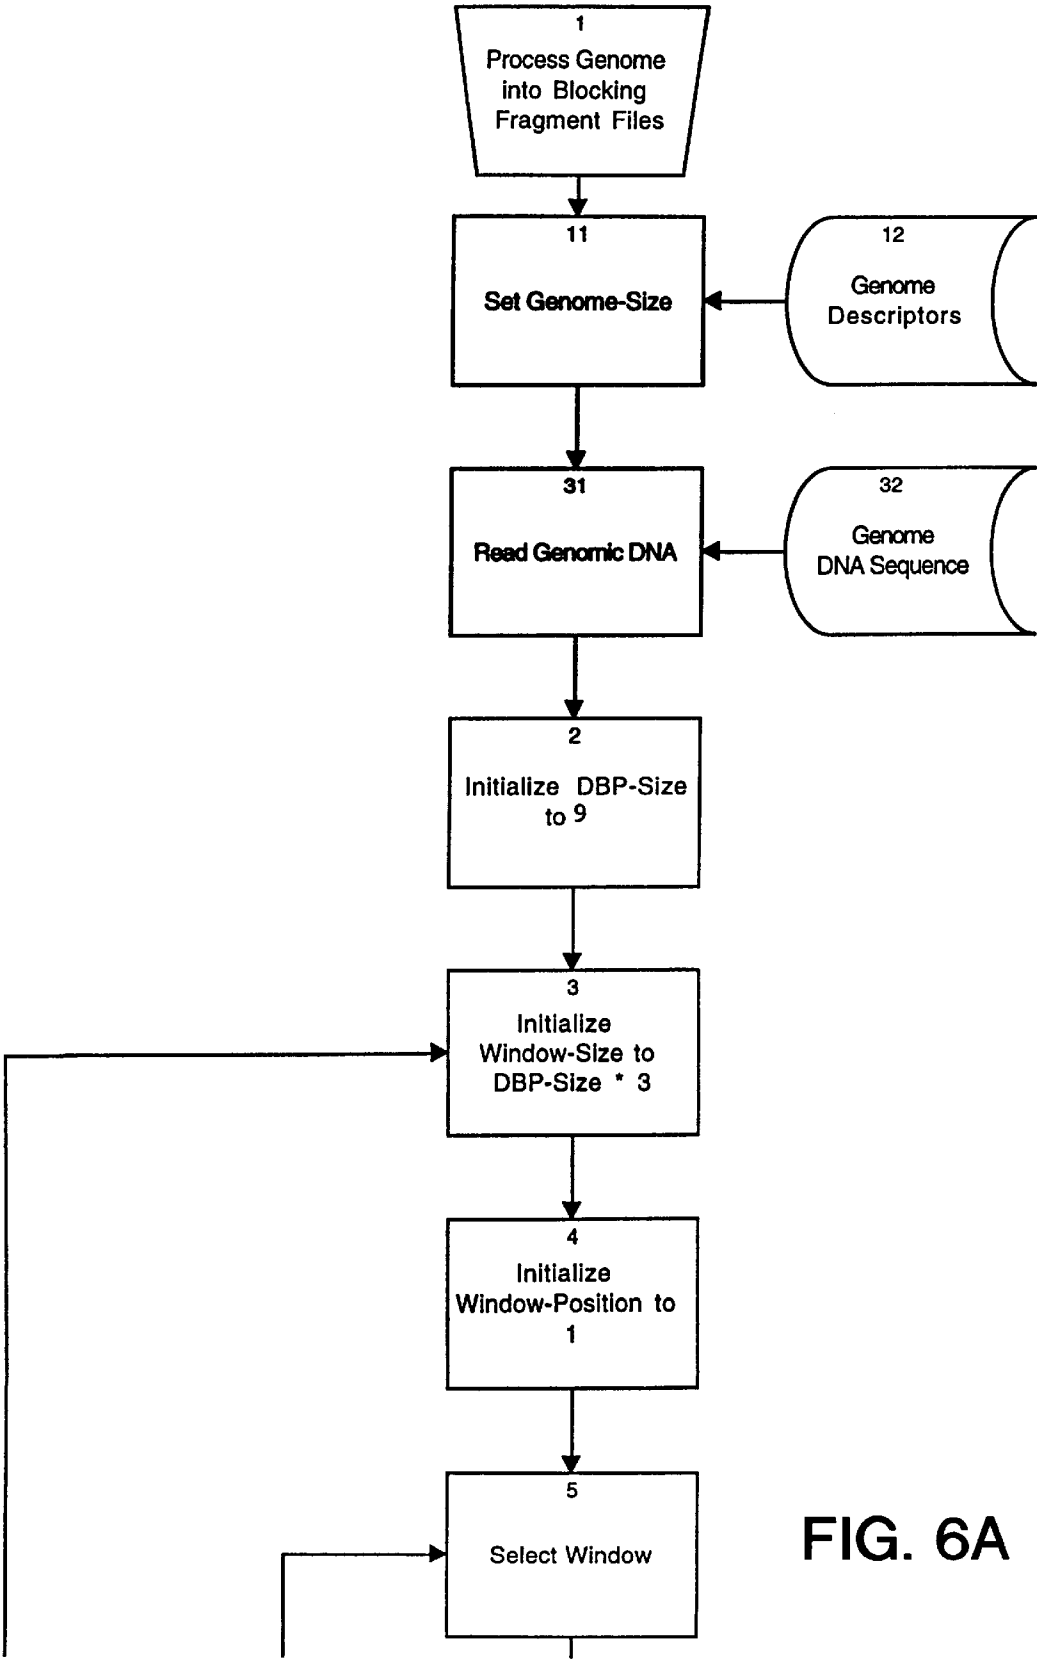 1
Process Genome
into Blocking
Fragment Files
11
Set Genome-Size
12
Genome
Descriptors
31
Read Genomic DNA
32
Genome
DNA Sequence
2
Initialize DBP-Size
to 9
3
Initialize
Window-Size to
DBP-Size * 3
4
Initialize
Window-Position to
1
5
Select Window
FIG. 6A